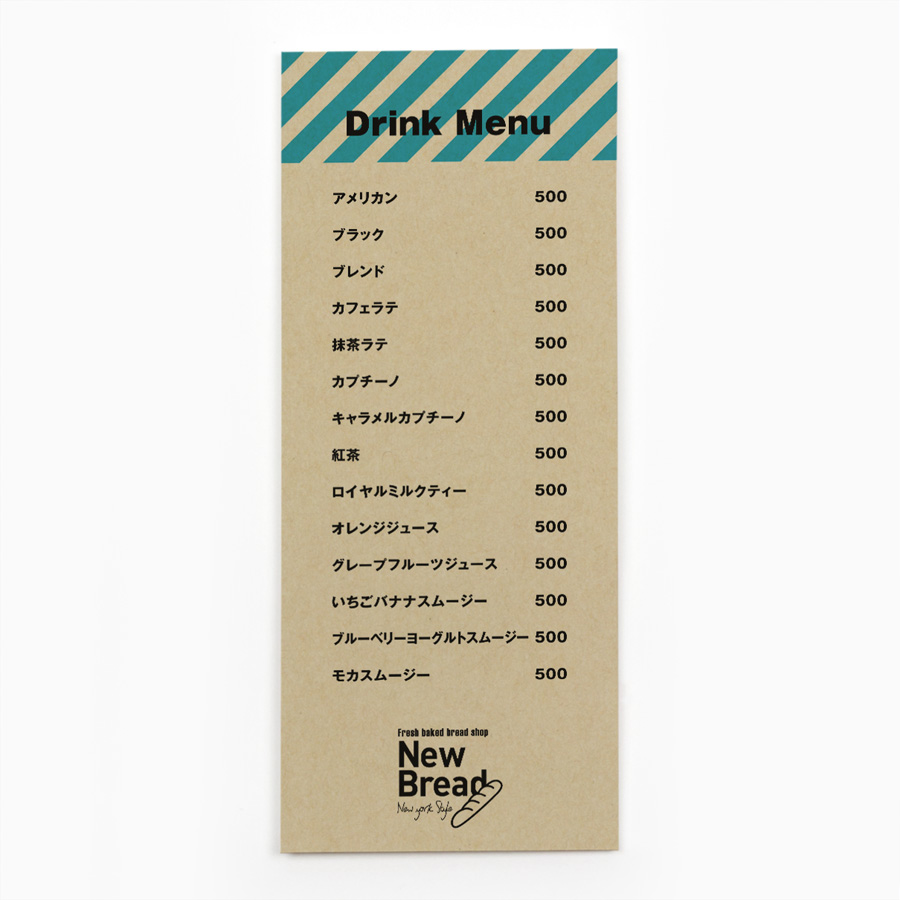 Drink Menu
アメリカン 500
ブラック 500
ブレンド 500
カフェラテ 500
抹茶ラテ 500
カプチーノ 500
キャラメルカプチーノ 500
紅茶 500
ロイヤルミルクティー 500
オレンジジュース 500
グレープフルーツジュース 500
いちごバナナスムージー 500
ブルーベリーヨーグルトスムージー 500
モカスムージー 500
Fresh baked bread shop
New
Bread
New york Style